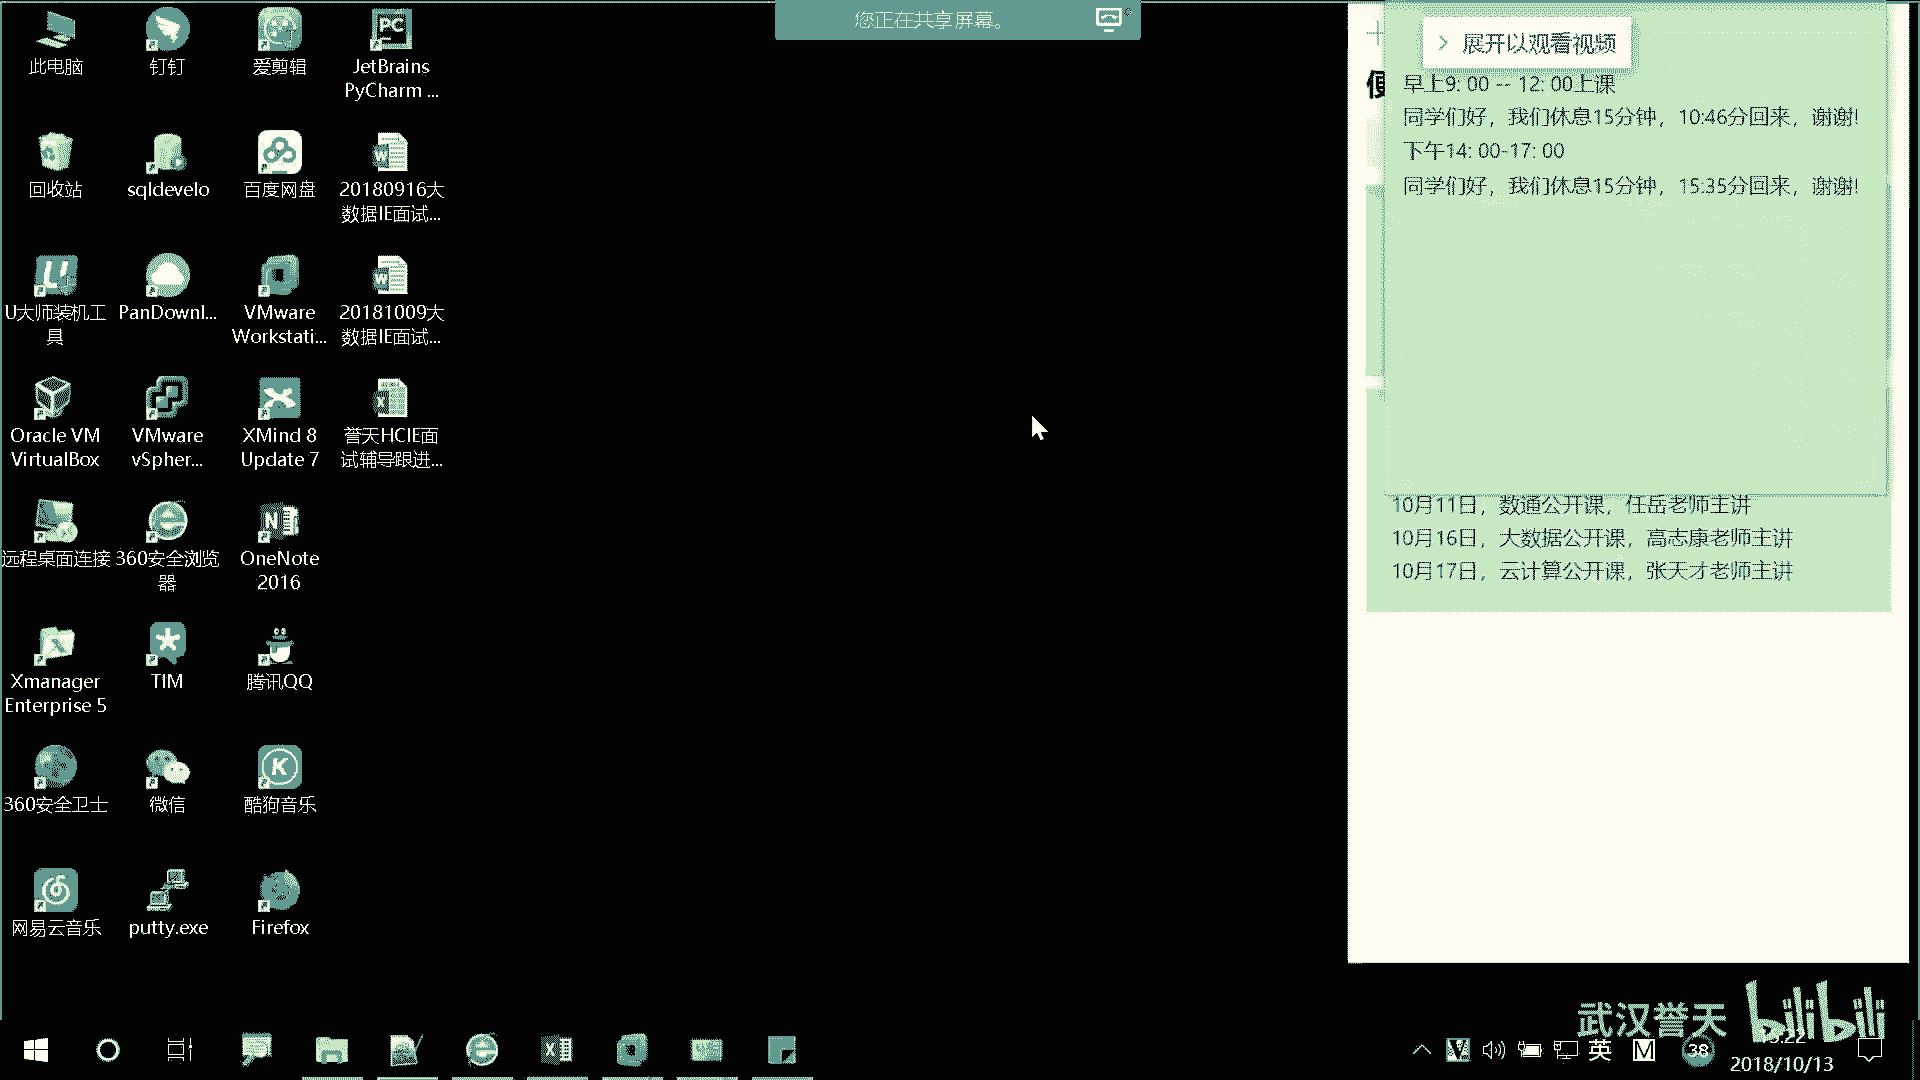 您正在共享屏幕。
此电脑
钉钉
爱剪辑
JetBrains
PyCharm ...
回收站
sqldevelo
百度网盘
20180916大
数据IE面试...
U大师装机工
具
PanDownl...
VMware
Workstati...
20181009大
数据IE面试...
Oracle VM
VirtualBox
VMware
vSpher...
XMind 8
Update 7
誉天HCIE面
试辅导跟进...
远程桌面连接
360安全浏览
器
OneNote
2016
Xmanager
Enterprise 5
TIM
腾讯QQ
360安全卫士
微信
酷狗音乐
网易云音乐
putty.exe
Firefox
展开以观看视频
早上9: 00 -- 12: 00上课
同学们好，我们休息15分钟，10:46分回来，谢谢!
下午14: 00-17: 00
同学们好，我们休息15分钟，15:35分回来，谢谢!
10月11日，数通公开课，任岳老师主讲
10月16日，大数据公开课，高志康老师主讲
10月17日，云计算公开课，张天才老师主讲
武汉誉天
bilibili
英
M
38
2018/10/13